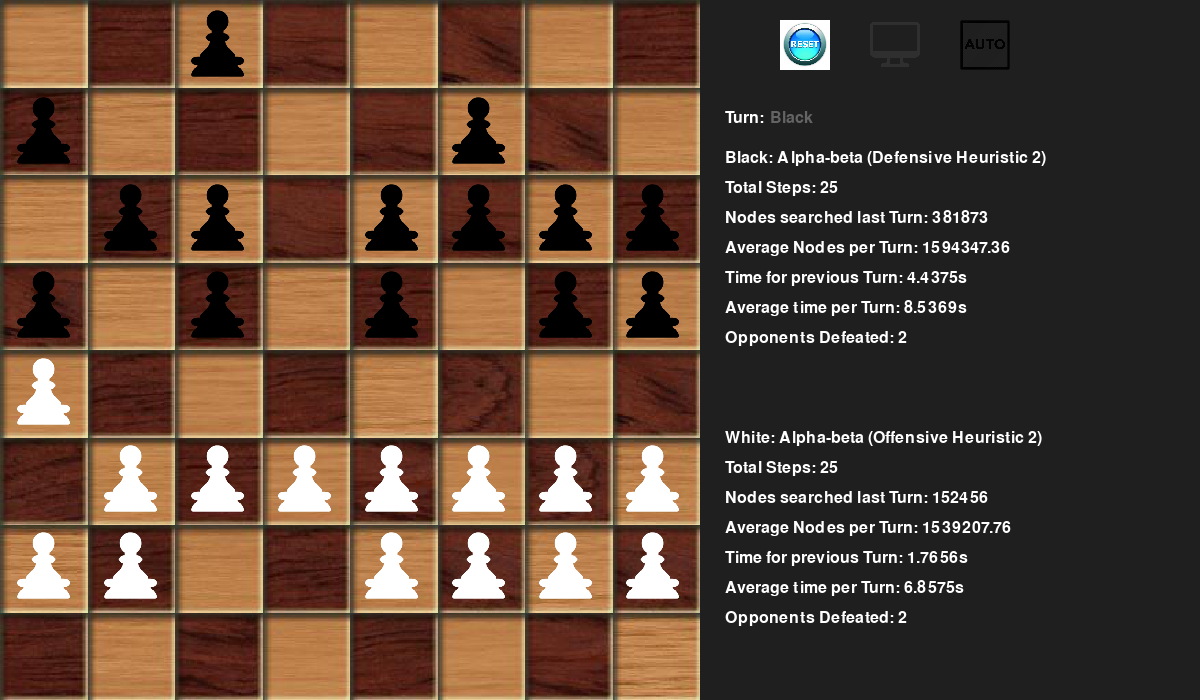 RESET
AUTO
Turn: Black
Black: Alpha-beta (Defensive Heuristic 2)
Total Steps: 25
Nodes searched last Turn: 381873
Average Nodes per Turn: 1594347.36
Time for previous Turn: 4.4375s
Average time per Turn: 8.5369s
Opponents Defeated: 2
White: Alpha-beta (Offensive Heuristic 2)
Total Steps: 25
Nodes searched last Turn: 152456
Average Nodes per Turn: 1539207.76
Time for previous Turn: 1.7656s
Average time per Turn: 6.8575s
Opponents Defeated: 2